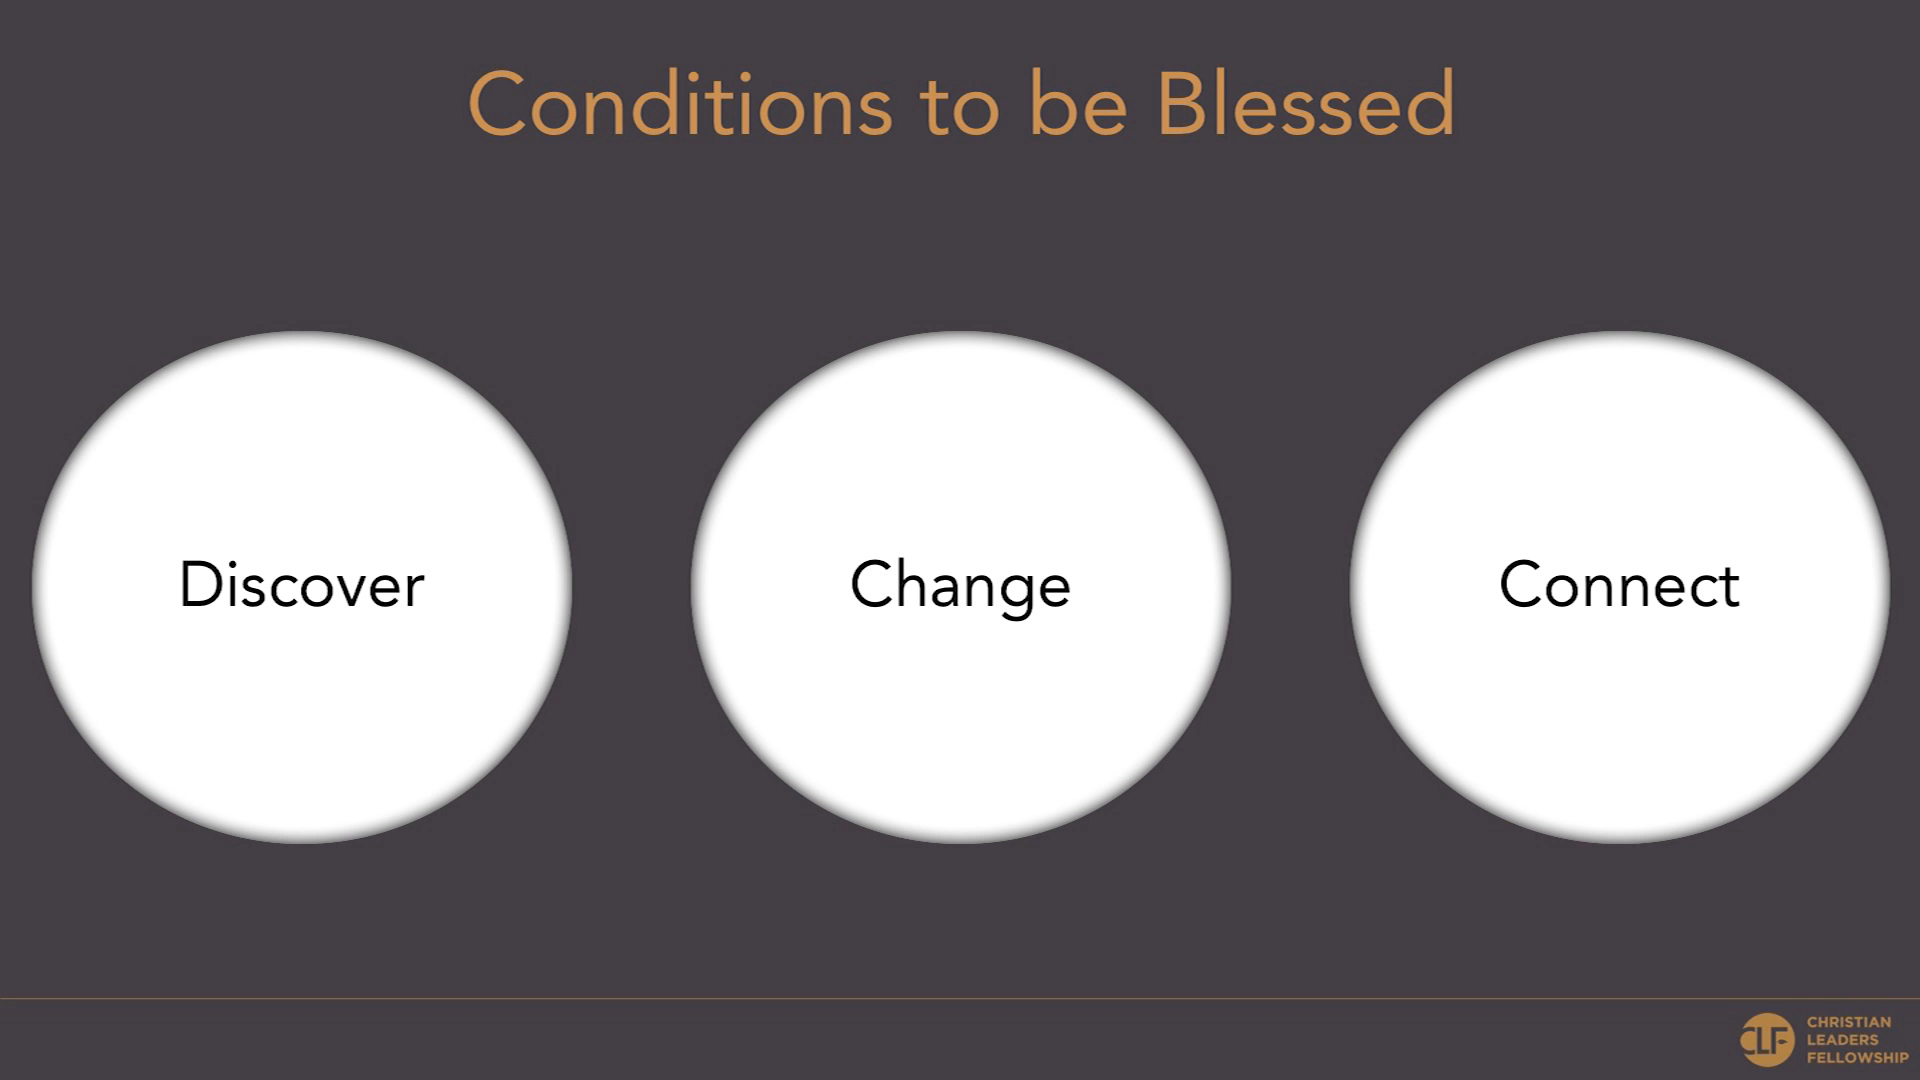 Conditions to be Blessed
Discover
Change
Connect
CLF
CHRISTIAN
LEADERS
FELLOWSHIP